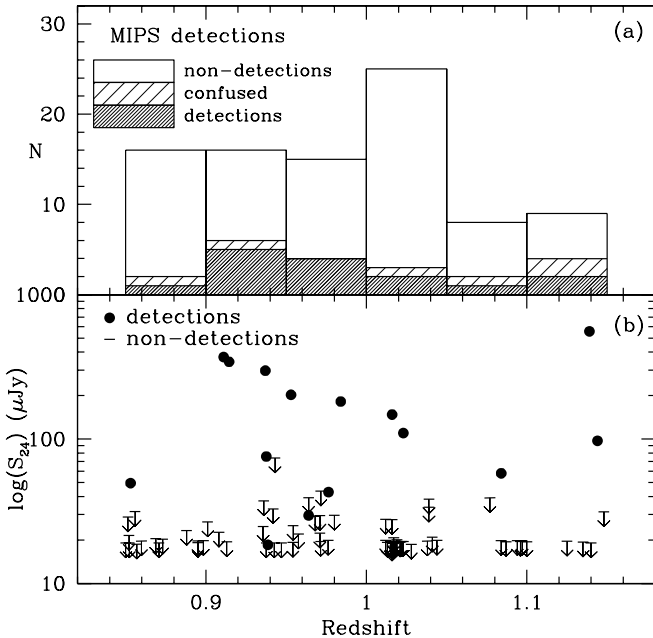 30
MIPS detections
(a)
non-detections
confused
detections
20
N
10
1000
detections
non-detections
(b)
log(S24) (μJy)
100
10
0.9
1
1.1
Redshift